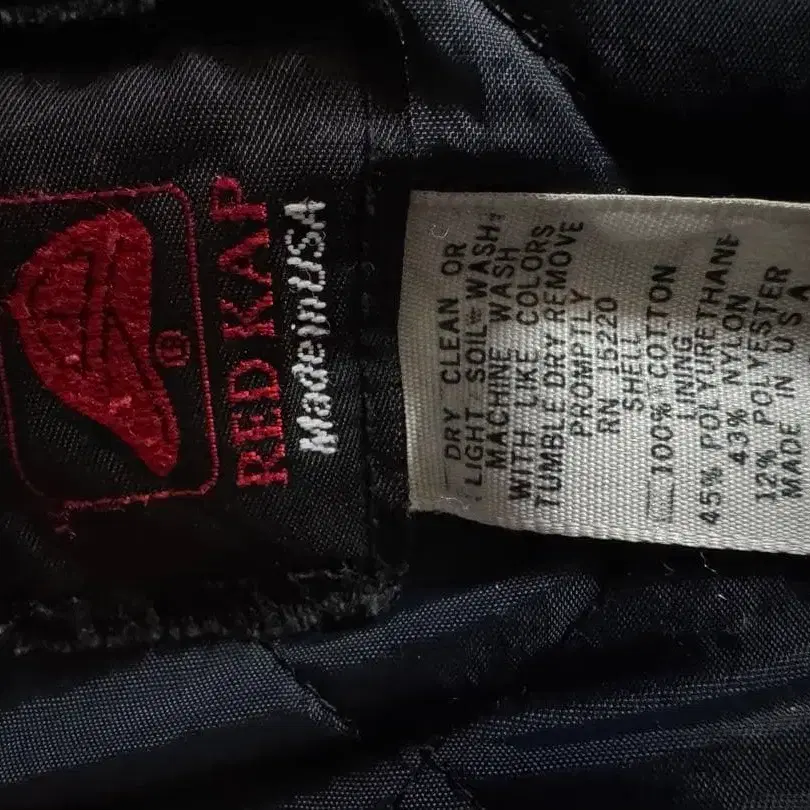 RED KAP
Made in USA
DRY CLEAN OR
LIGHT SOIL-WASH:
MACHINE WASH
WITH LIKE COLORS
TUMBLE DRY REMOVE
PROMPTLY
RN 15220
SHELL
100% COTTON
LINING
45% POLYURETHANE
43% NYLON
12% POLYESTER
MADE IN U.S.A